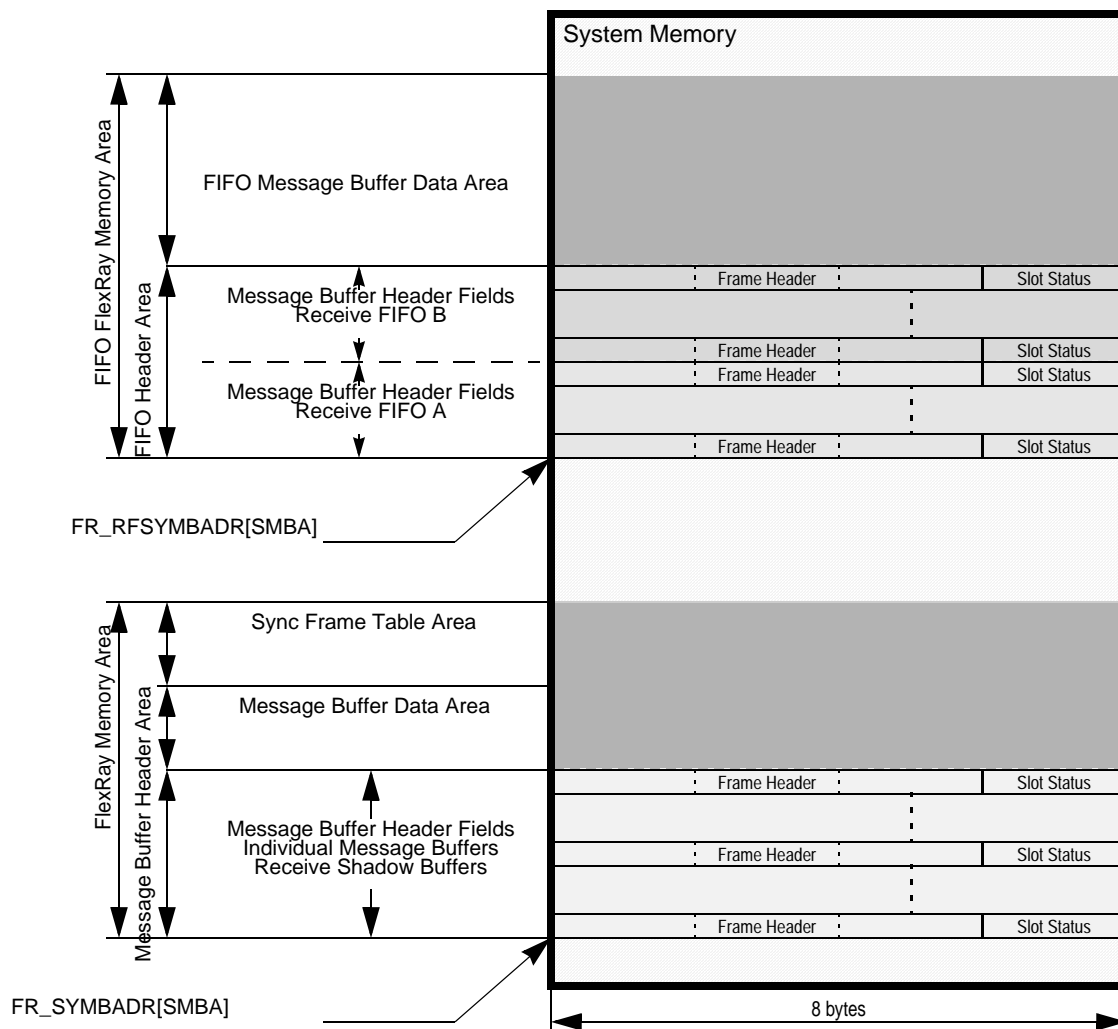 System Memory
FIFO FlexRay Memory Area
FIFO Header Area
FIFO Message Buffer Data Area
Frame Header Slot Status
Message Buffer Header Fields
Receive FIFO B
Frame Header Slot Status
Frame Header Slot Status
Message Buffer Header Fields
Receive FIFO A
Frame Header Slot Status
FR_RFSYMBADR[SMBA]
FlexRay Memory Area
Message Buffer Header Area
Sync Frame Table Area
Message Buffer Data Area
Frame Header Slot Status
Message Buffer Header Fields
Individual Message Buffers
Receive Shadow Buffers
Frame Header Slot Status
Frame Header Slot Status
FR_SYMBADR[SMBA]
8 bytes